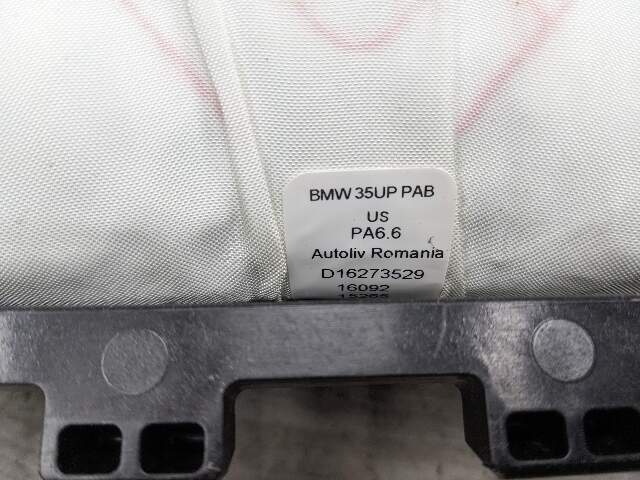 BMW 35UP PAB
US
PA6.6
Autoliv Romania
D16273529
16092